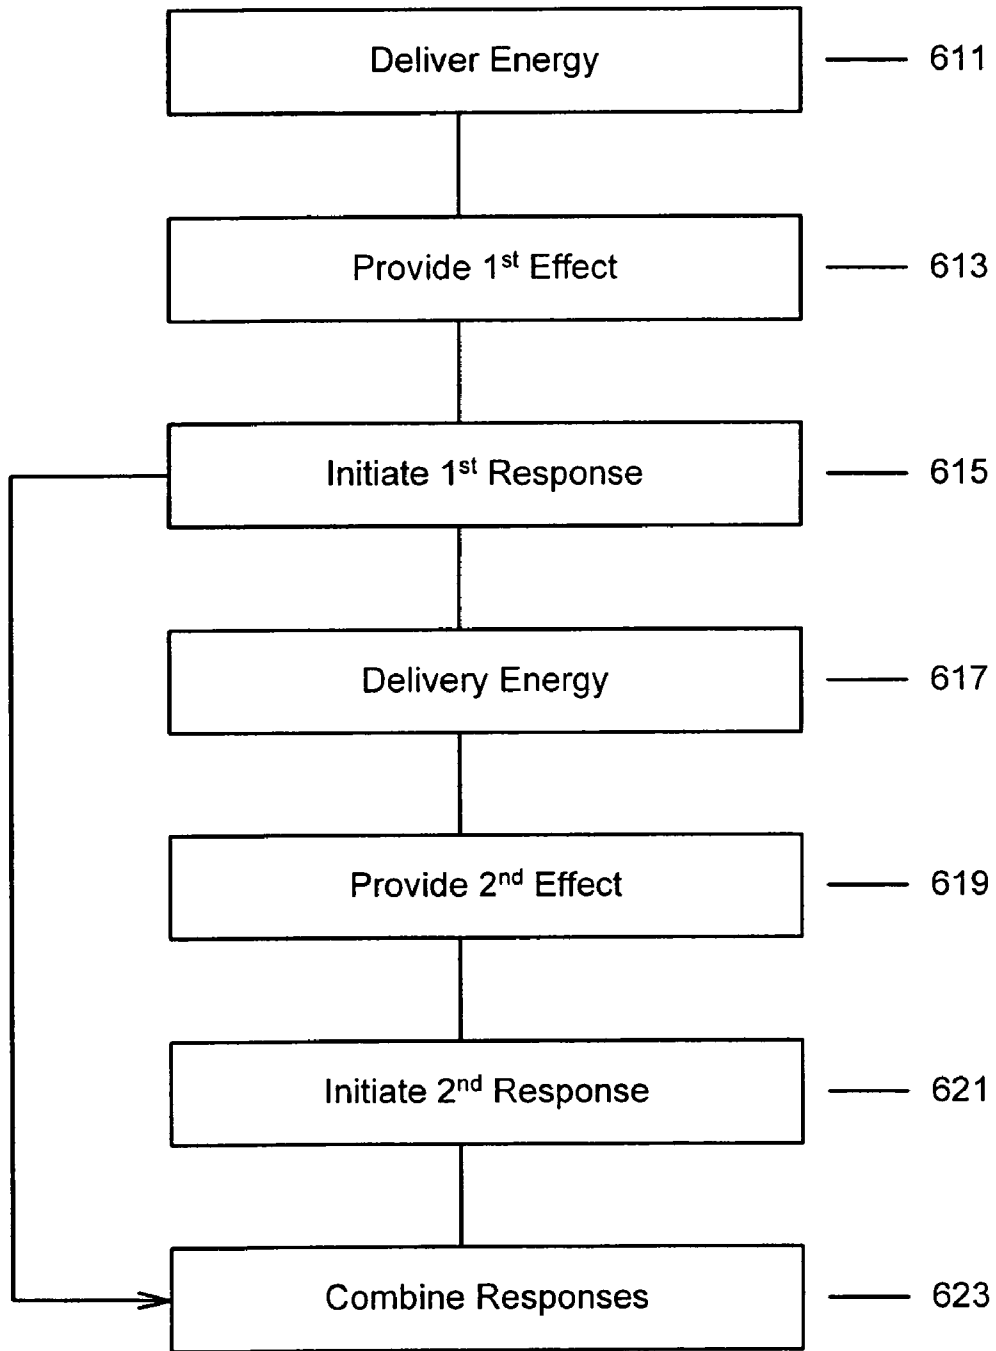 Deliver Energy 611
Provide 1st Effect 613
Initiate 1st Response 615
Delivery Energy 617
Provide 2nd Effect 619
Initiate 2nd Response 621
Combine Responses 623